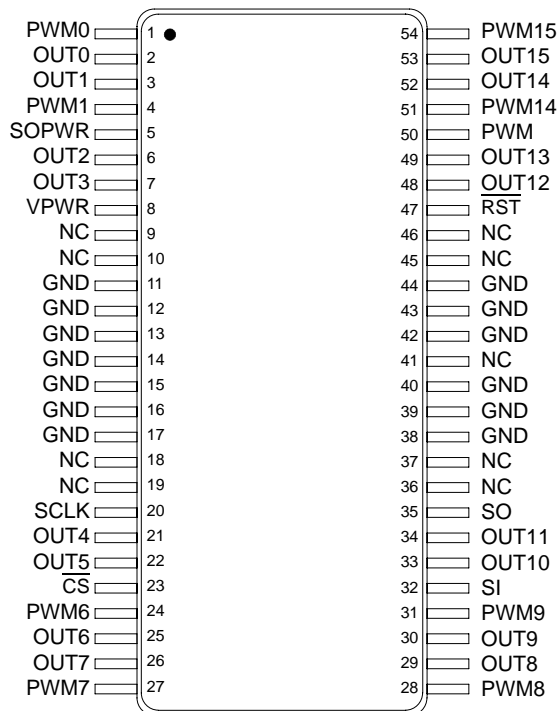 PWM0 1 54 PWM15
OUT0 2 53 OUT15
OUT1 3 52 OUT14
PWM1 4 51 PWM14
SOPWR 5 50 PWM
OUT2 6 49 OUT13
OUT3 7 48 OUT12
VPWR 8 47 RST
NC 9 46 NC
NC 10 45 NC
GND 11 44 GND
GND 12 43 GND
GND 13 42 GND
GND 14 41 NC
GND 15 40 GND
GND 16 39 GND
GND 17 38 GND
NC 18 37 NC
NC 19 36 NC
SCLK 20 35 SO
OUT4 21 34 OUT11
OUT5 22 33 OUT10
CS 23 32 SI
PWM6 24 31 PWM9
OUT6 25 30 OUT9
OUT7 26 29 OUT8
PWM7 27 28 PWM8